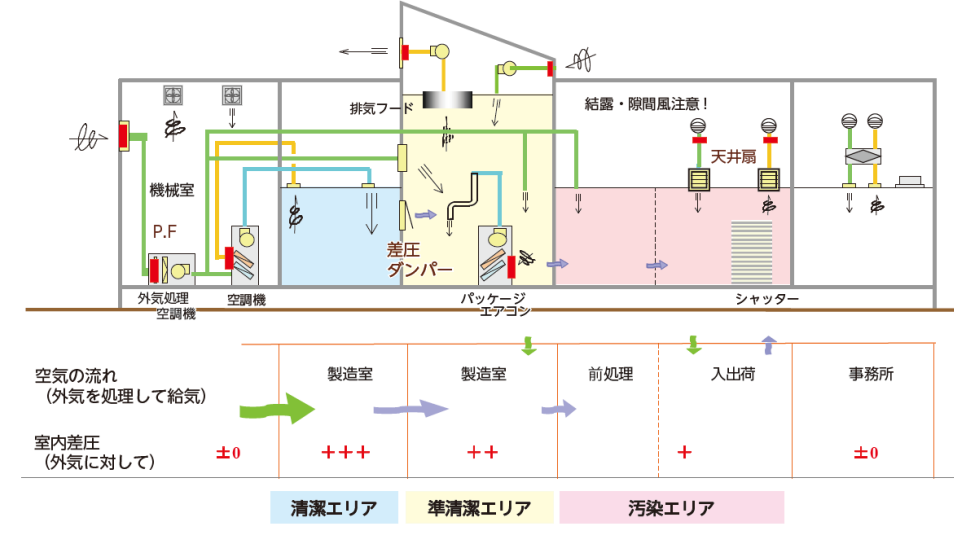 排気フード
結露・隙間風注意！
天井扇
機械室
P.F
差圧
ダンパー
外気処理
空調機
空調機
パッケージ
エアコン
シャッター
空気の流れ
（外気を処理して給気）
製造室
製造室
前処理
入出荷
事務所
室内差圧
（外気に対して）
±0
+++
++
+
±0
清潔エリア
準清潔エリア
汚染エリア